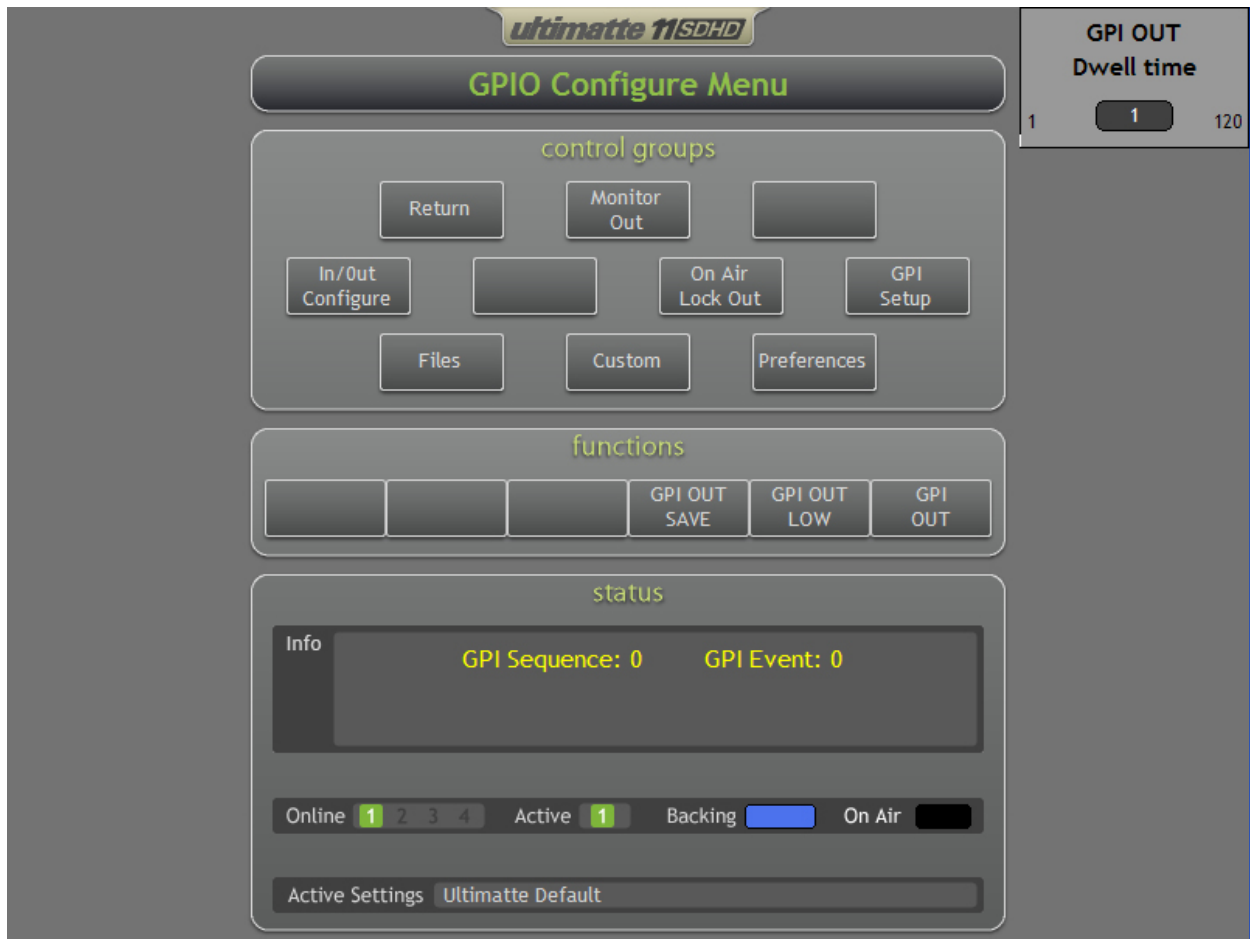 ultimatte 11 SDHD
GPIO Configure Menu
GPI OUT
Dwell time
1 1 120
control groups
Return
Monitor
Out
In/0ut
Configure
On Air
Lock Out
GPI
Setup
Files
Custom
Preferences
functions
GPI OUT
SAVE
GPI OUT
LOW
GPI
OUT
status
Info
GPI Sequence: 0 GPI Event: 0
Online 1 2 3 4 Active 1 Backing On Air
Active Settings Ultimatte Default